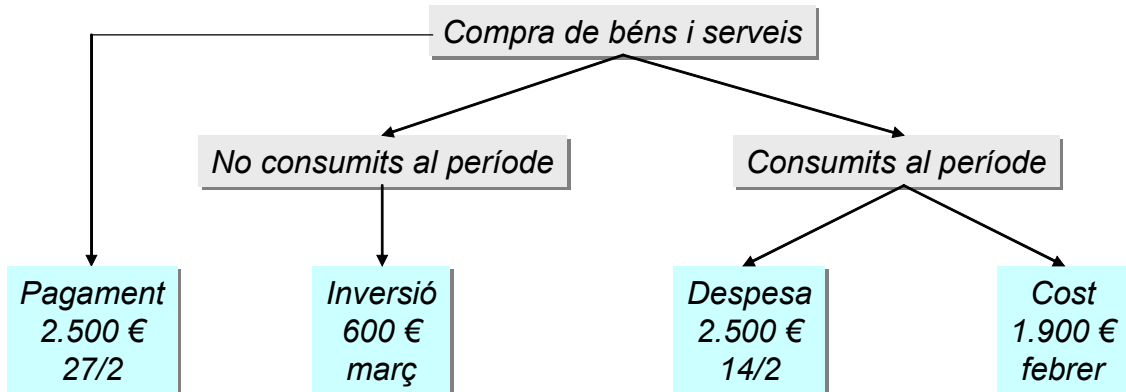 Compra de béns i serveis
No consumits al període
Consumits al període
Pagament
2.500 €
27/2
Inversió
600 €
març
Despesa
2.500 €
14/2
Cost
1.900 €
febrer